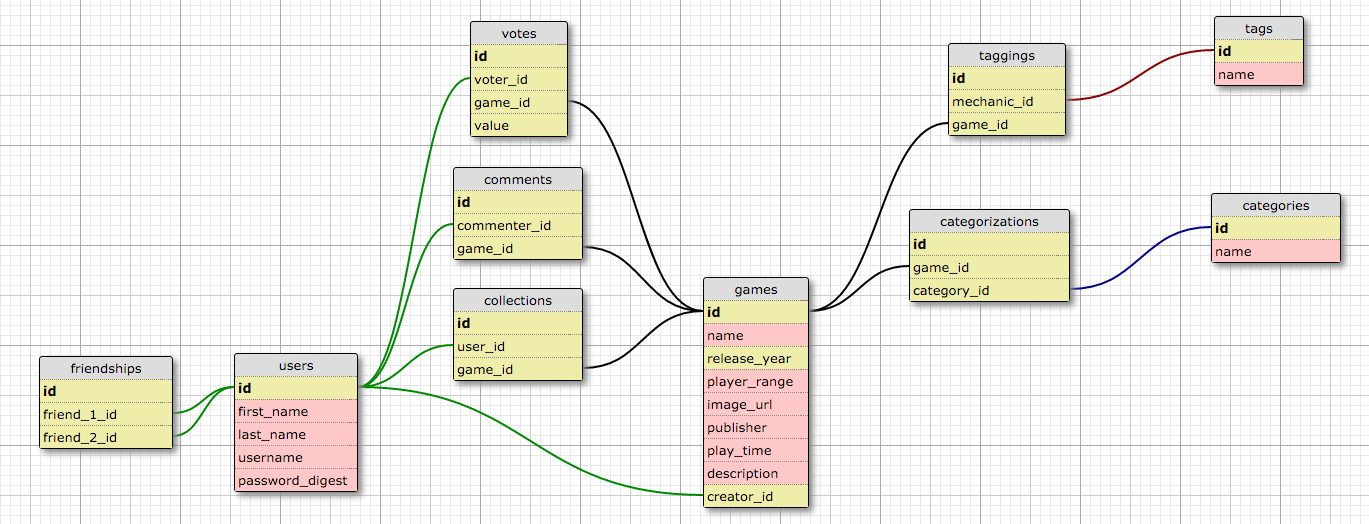 votes
id
voter_id
game_id
value
comments
id
commenter_id
game_id
collections
id
user_id
game_id
friendships
id
friend_1_id
friend_2_id
users
id
first_name
last_name
username
password_digest
games
id
name
release_year
player_range
image_url
publisher
play_time
description
creator_id
taggings
id
mechanic_id
game_id
categorizations
id
game_id
category_id
tags
id
name
categories
id
name